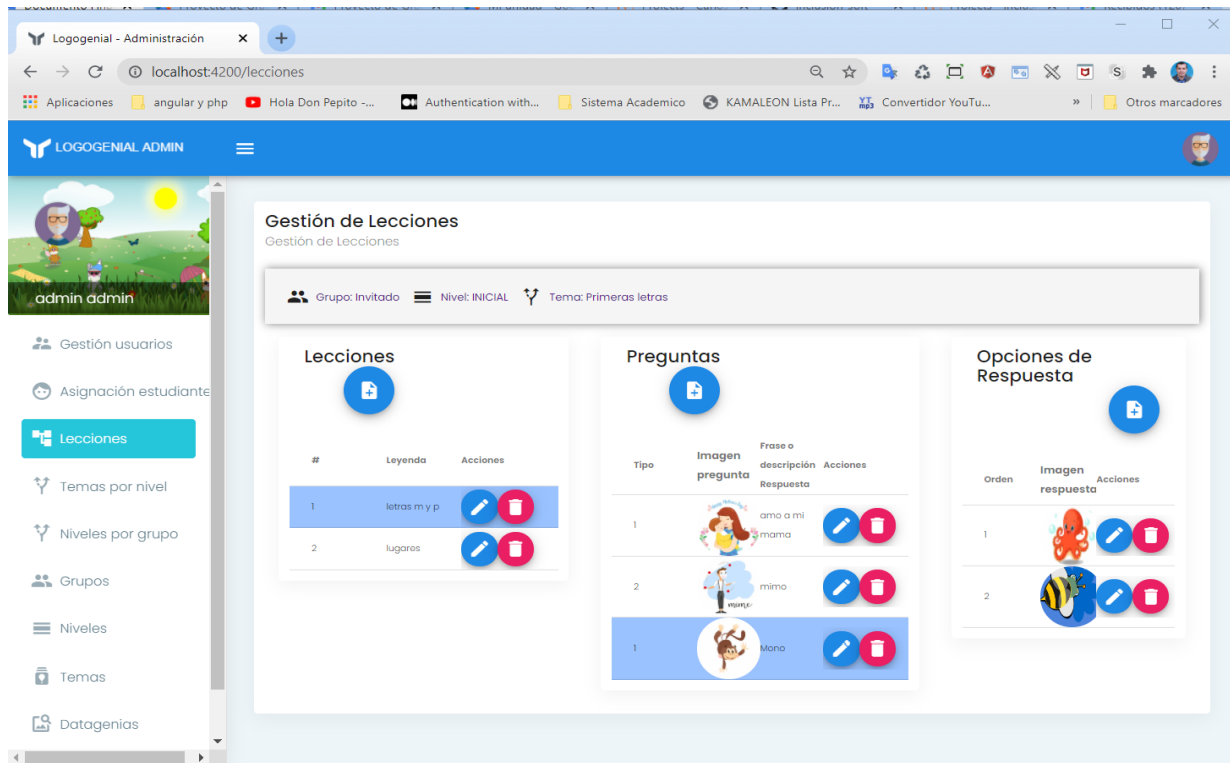 Logogenial - Administración
localhost:4200/lecciones
Aplicaciones angular y php Hola Don Pepito -... Authentication with... Sistema Academico KAMALEON Lista Pr... YT mp3 Convertidor YouTu... » Otros marcadores
LOGOGENIAL ADMIN
admin admin
Gestión usuarios
Asignación estudiante
Lecciones
Temas por nivel
Niveles por grupo
Grupos
Niveles
Temas
Datagenias
Gestión de Lecciones
Gestión de Lecciones
Grupo: Invitado Nivel: INICIAL Tema: Primeras letras
Lecciones
# Leyenda Acciones
1 letras m y p
2 lugares
Preguntas
Tipo Imagen pregunta Frase o descripción Respuesta Acciones
1 amo a mi mama
2 mimo
1 Mono
Opciones de
Respuesta
Orden Imagen respuesta Acciones
1
2